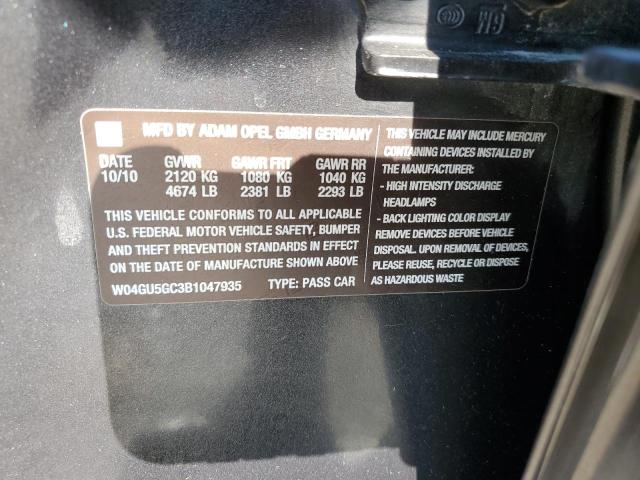 MFD BY ADAM OPEL GMBH GERMANY
DATE GVWR GAWR FRT GAWR RR
10/10 2120 KG 1080 KG 1040 KG
4674 LB 2381 LB 2293 LB
THIS VEHICLE CONFORMS TO ALL APPLICABLE
U.S. FEDERAL MOTOR VEHICLE SAFETY, BUMPER
AND THEFT PREVENTION STANDARDS IN EFFECT
ON THE DATE OF MANUFACTURE SHOWN ABOVE
W04GU5GC3B1047935 TYPE: PASS CAR
THIS VEHICLE MAY INCLUDE MERCURY
CONTAINING DEVICES INSTALLED BY
THE MANUFACTURER:
- HIGH INTENSITY DISCHARGE
HEADLAMPS
- BACK LIGHTING COLOR DISPLAY
REMOVE DEVICES BEFORE VEHICLE
DISPOSAL. UPON REMOVAL OF DEVICES,
PLEASE REUSE, RECYCLE OR DISPOSE
AS HAZARDOUS WASTE